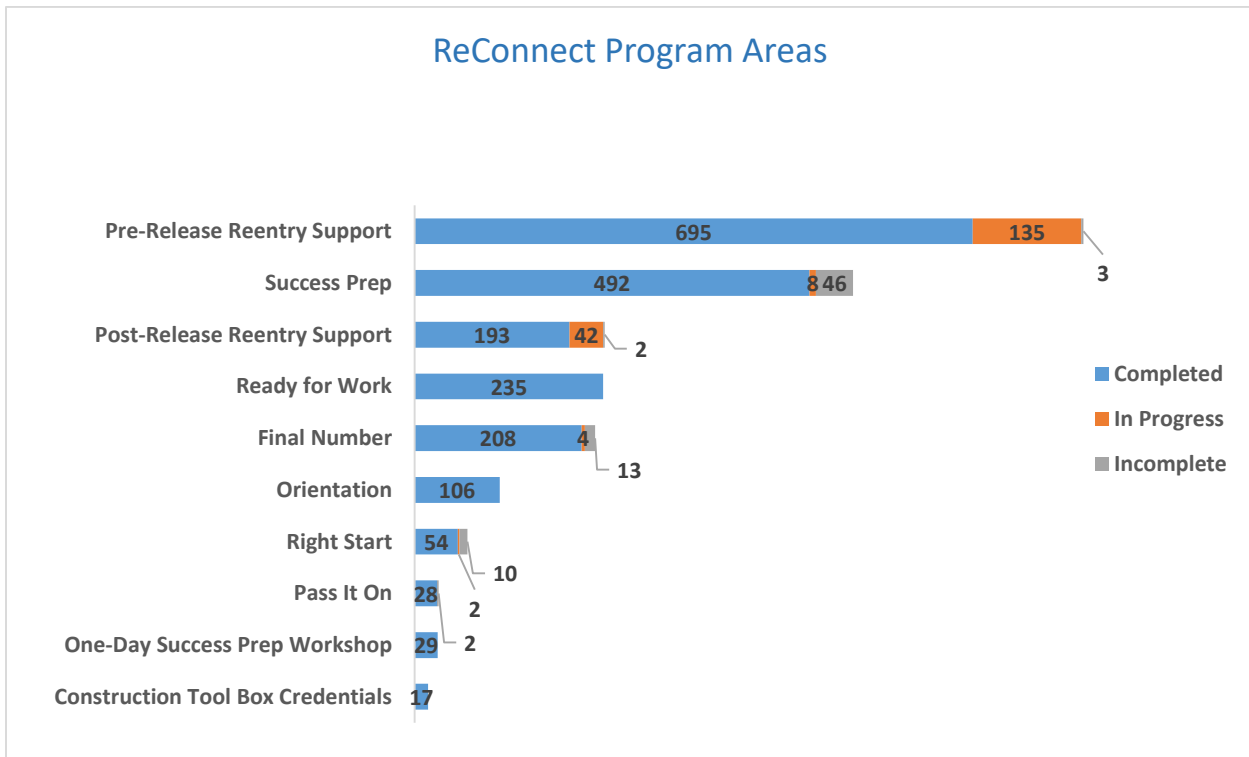 ReConnect Program Areas
Pre-Release Reentry Support 695 135 3
Success Prep 492 8 46
Post-Release Reentry Support 193 42 2
Ready for Work 235
Final Number 208 4 13
Orientation 106
Right Start 54 2 10
Pass It On 28 2
One-Day Success Prep Workshop 29
Construction Tool Box Credentials 17
Completed
In Progress
Incomplete